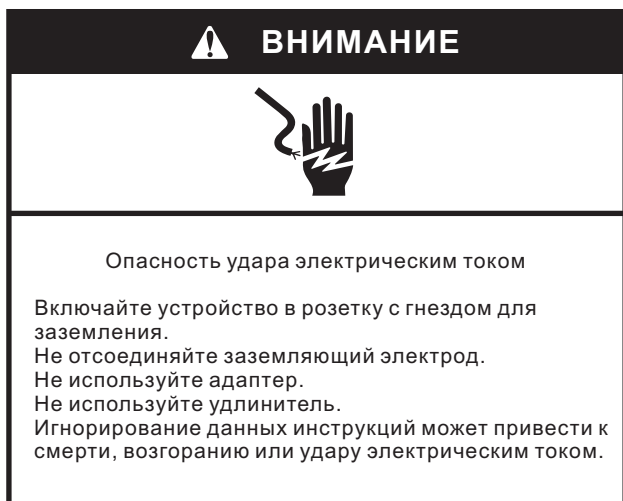 ВНИМАНИЕ
Опасность удара электрическим током
Включайте устройство в розетку с гнездом для
заземления.
Не отсоединяйте заземляющий электрод.
Не используйте адаптер.
Не используйте удлинитель.
Игнорирование данных инструкций может привести к
смерти, возгоранию или удару электрическим током.